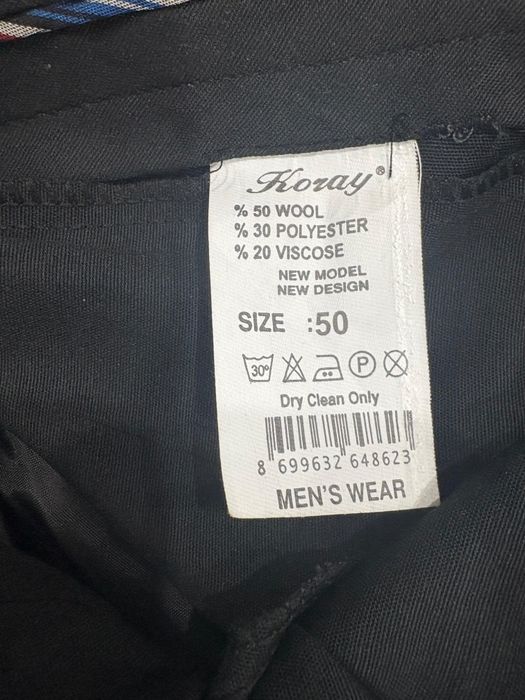 Koray®
% 50 WOOL
% 30 POLYESTER
% 20 VISCOSE
NEW MODEL
NEW DESIGN
SIZE :50
30° P
Dry Clean Only
8 699632 648623
MEN'S WEAR